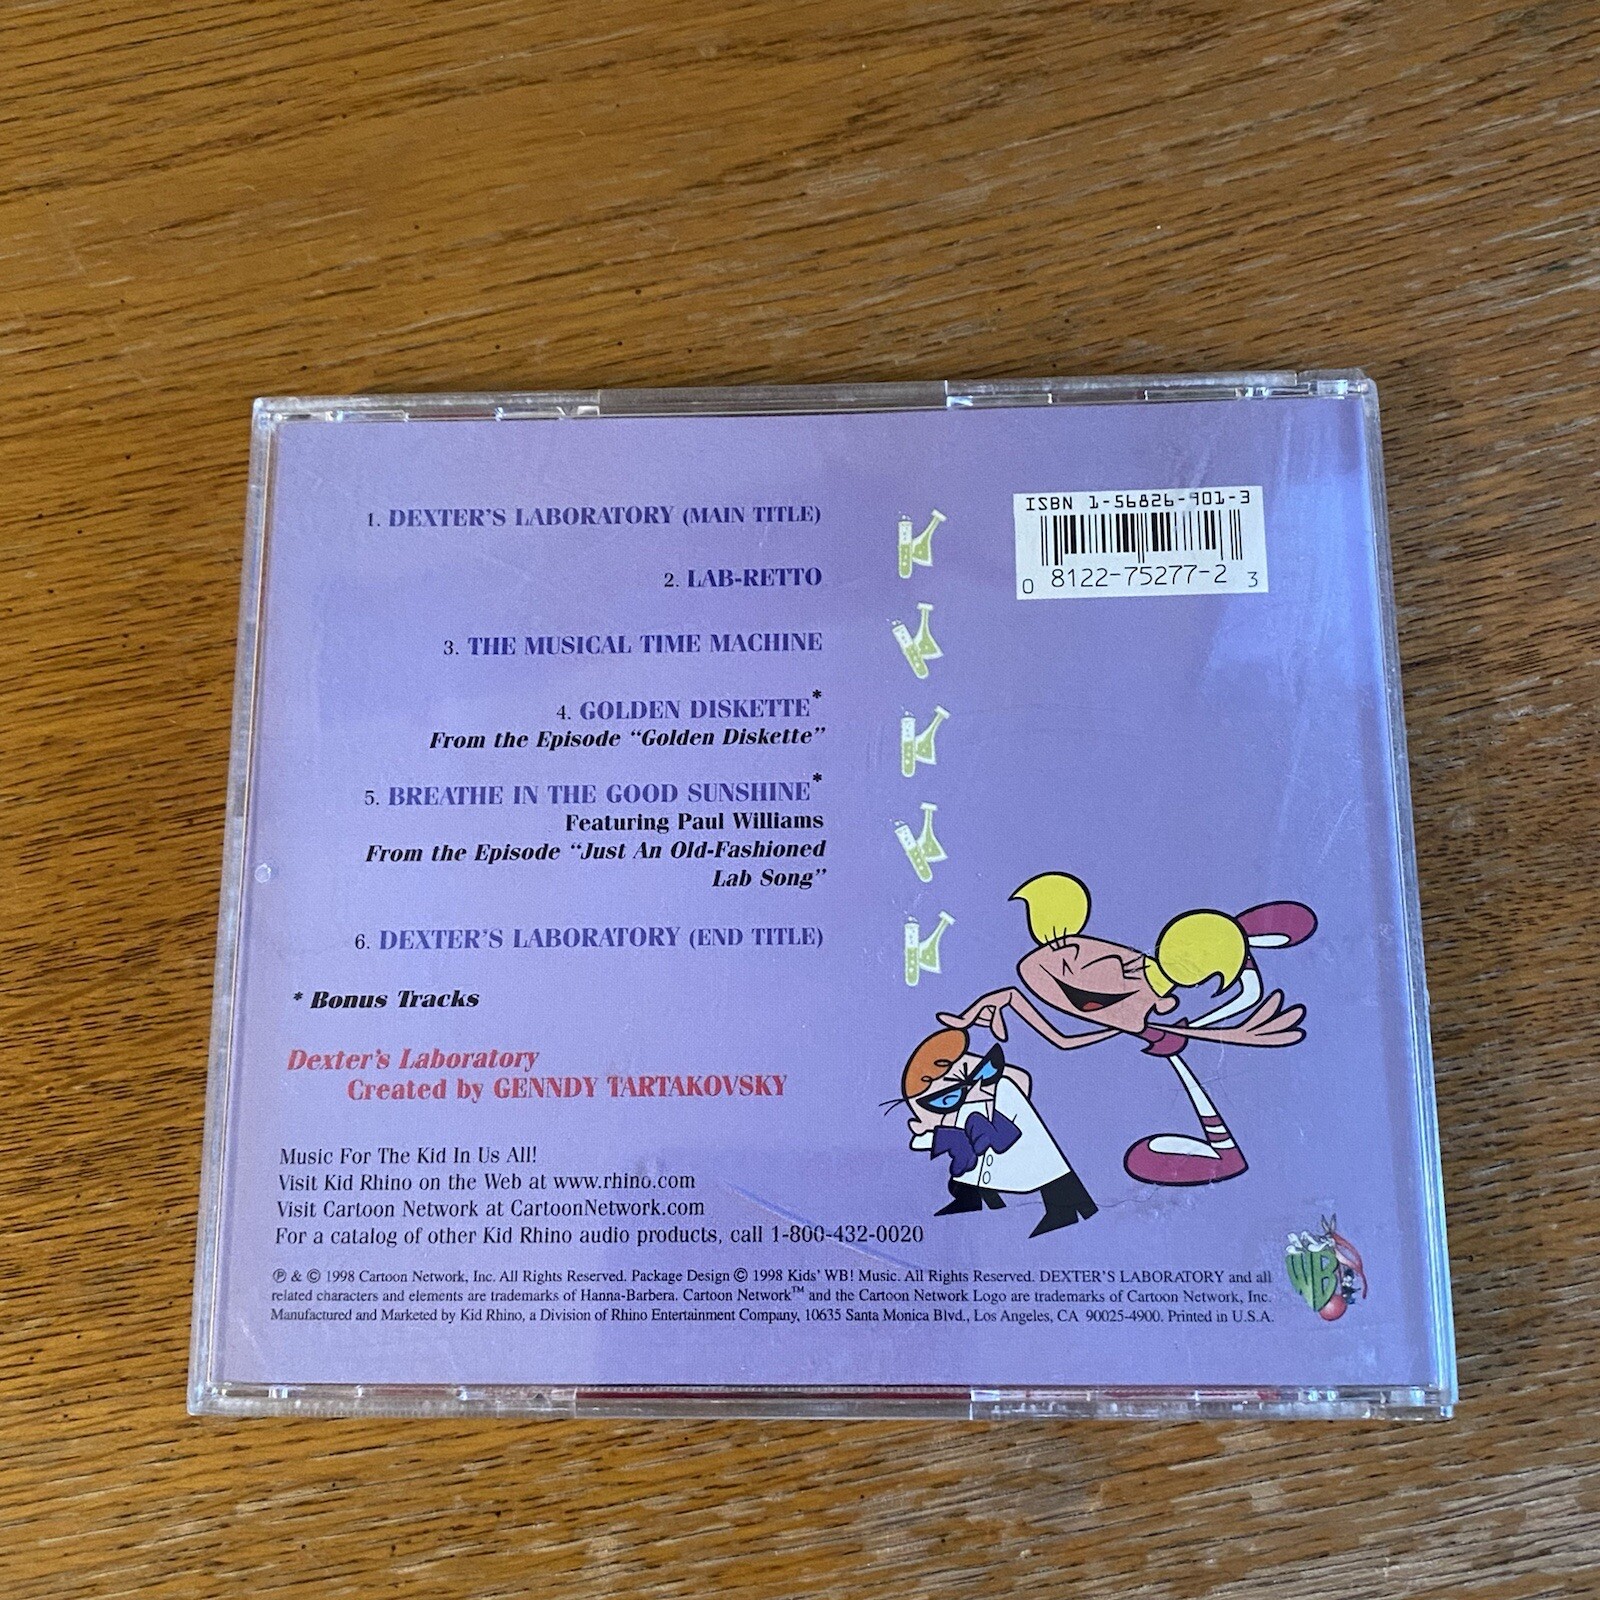 1. DEXTER'S LABORATORY (MAIN TITLE)
2. LAB-RETTO
3. THE MUSICAL TIME MACHINE
4. GOLDEN DISKETTE*
From the Episode “Golden Diskette”
5. BREATHE IN THE GOOD SUNSHINE*
Featuring Paul Williams
From the Episode “Just An Old-Fashioned
Lab Song”
6. DEXTER'S LABORATORY (END TITLE)
* Bonus Tracks
Dexter's Laboratory
Created by GENNDY TARTAKOVSKY
Music For The Kid In Us All!
Visit Kid Rhino on the Web at www.rhino.com
Visit Cartoon Network at CartoonNetwork.com
For a catalog of other Kid Rhino audio products, call 1-800-432-0020
℗ & © 1998 Cartoon Network, Inc. All Rights Reserved. Package Design © 1998 Kids' WB! Music. All Rights Reserved. DEXTER'S LABORATORY and all
related characters and elements are trademarks of Hanna-Barbera. Cartoon Network™ and the Cartoon Network Logo are trademarks of Cartoon Network, Inc.
Manufactured and Marketed by Kid Rhino, a Division of Rhino Entertainment Company, 10635 Santa Monica Blvd., Los Angeles, CA 90025-4900. Printed in U.S.A.
ISBN 1-56826-901-3
0 8122-75277-2 3
WB